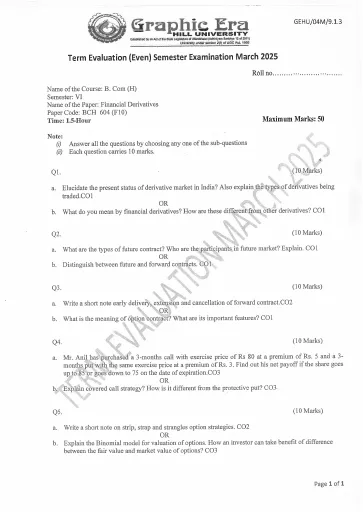 GEHU/04M/9.1.3
Graphic Era
HILL UNIVERSITY
Term Evaluation (Even) Semester Examination March 2025
Roll no........................
Name of the Course: B. Com (H)
Semester: VI
Name of the Paper: Financial Derivatives
Paper Code: BCH 604 (F10)
Time: 1.5-Hour Maximum Marks: 50
Note:
(i) Answer all the questions by choosing any one of the sub-questions
(ii) Each question carries 10 marks.
Q1. (10 Marks)
a. Elucidate the present status of derivative market in India? Also explain the types of derivatives being
traded.CO1
OR
b. What do you mean by financial derivatives? How are these different from other derivatives? CO1
Q2. (10 Marks)
a. What are the types of future contract? Who are the participants in future market? Explain. CO1
OR
b. Distinguish between future and forward contracts. CO1
Q3. (10 Marks)
a. Write a short note early delivery, extension and cancellation of forward contract.CO2
OR
b. What is the meaning of option contract? What are its important features? CO1
Q4. (10 Marks)
a. Mr. Anil has purchased a 3-months call with exercise price of Rs 80 at a premium of Rs. 5 and a 3-
months put with the same exercise price at a premium of Rs. 3. Find out his net payoff if the share goes
up to 85 or goes down to 75 on the date of expiration.CO3
OR
b. Explain covered call strategy? How is it different from the protective put? CO3
Q5. (10 Marks)
a. Write a short note on strip, strap and strangles option strategies. CO2
OR
b. Explain the Binomial model for valuation of options. How an investor can take benefit of difference
between the fair value and market value of options? CO3
TERM EVALUATION MARCH 2025
Page 1 of 1